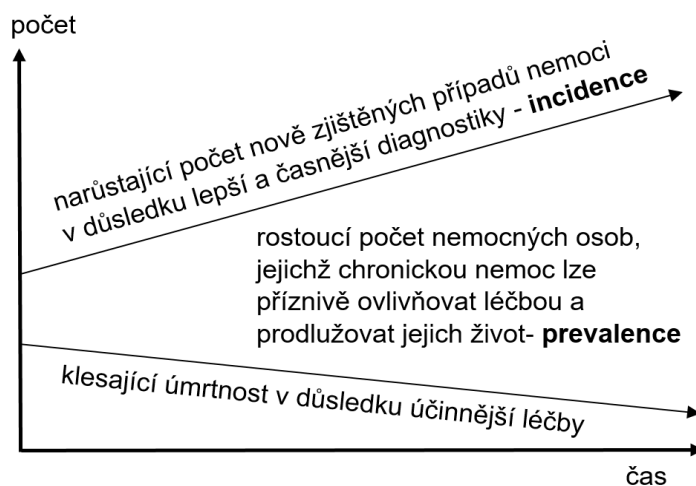 počet
narůstající počet nově zjištěných případů nemoci
v důsledku lepší a časnější diagnostiky - incidence
rostoucí počet nemocných osob,
jejichž chronickou nemoc lze
příznivě ovlivňovat léčbou a
prodlužovat jejich život- prevalence
klesající úmrtnost v důsledku účinnější léčby
čas